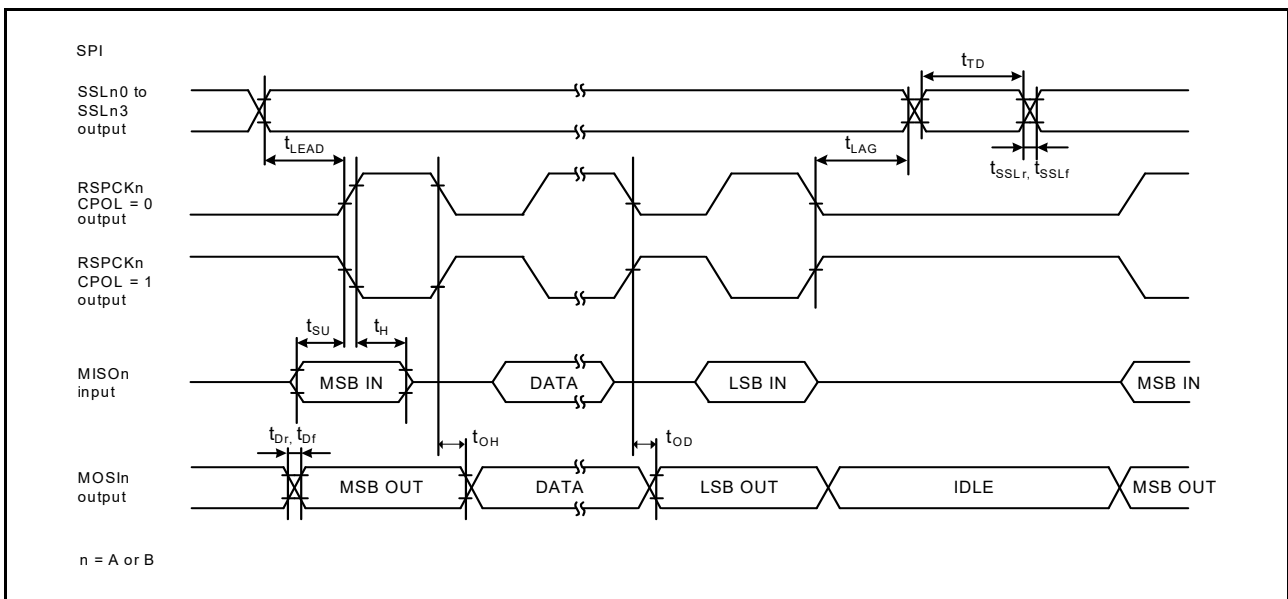 SPI
SSLn0 to
SSLn3
output
tTD
tLEAD
tLAG
tSSLr, tSSLf
RSPCKn
CPOL = 0
output
RSPCKn
CPOL = 1
output
tSU
tH
MISOn
input
MSB IN
DATA
LSB IN
MSB IN
tDr, tDf
tOH
tOD
MOSIn
output
MSB OUT
DATA
LSB OUT
IDLE
MSB OUT
n = A or B